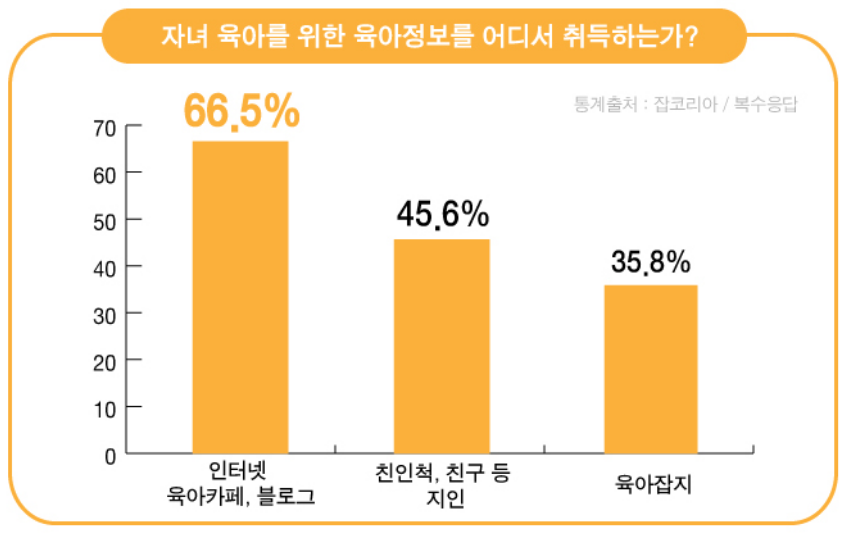 자녀 육아를 위한 육아정보를 어디서 취득하는가?
통계출처 : 잡코리아 / 복수응답
66.5%
45.6%
35.8%
70
60
50
40
30
20
10
0
인터넷
육아카페, 블로그
친인척, 친구 등
지인
육아잡지